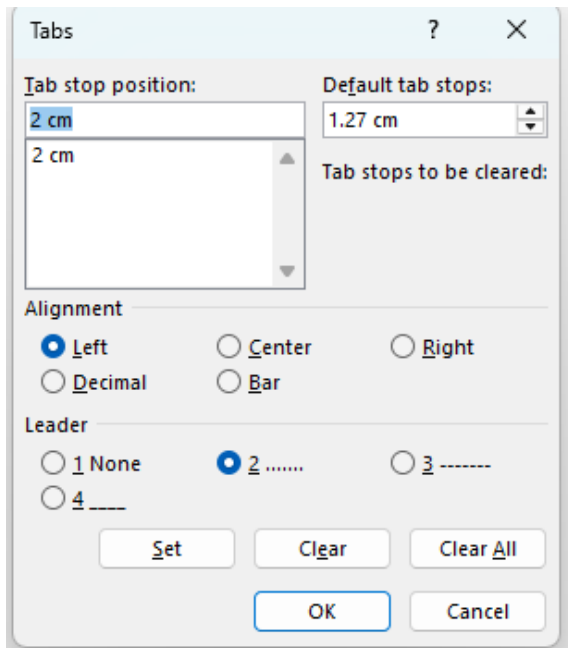 Tabs ?
Tab stop position: Default tab stops:
2 cm 1.27 cm
2 cm
Tab stops to be cleared:
Alignment
Left Center Right
Decimal Bar
Leader
1 None 2 ....... 3 -------
4 ____
Set Clear Clear All
OK Cancel